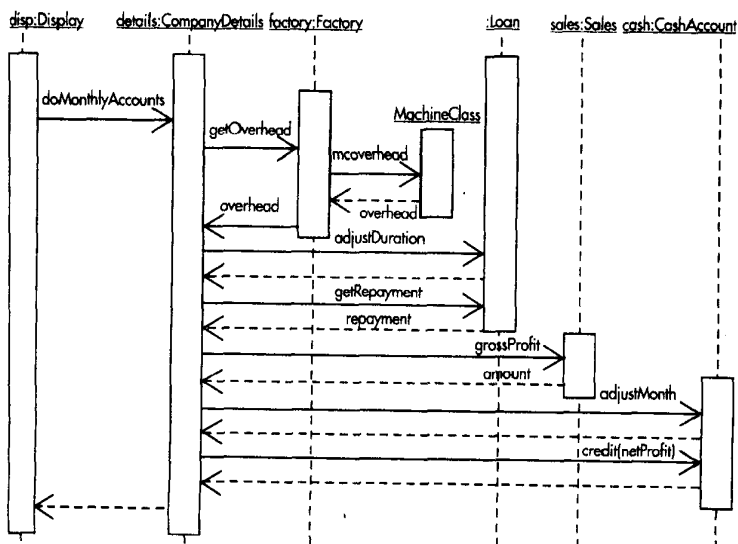 disp:Display details:CompanyDetails factory:Factory :Loan sales:Sales cash:CashAccount
doMonthlyAccounts
MachineClass
getOverhead
mcoverhead
overhead
overhead
adjustDuration
getRepayment
repayment
grossProfit
amount
adjustMonth
credit(netProfit)